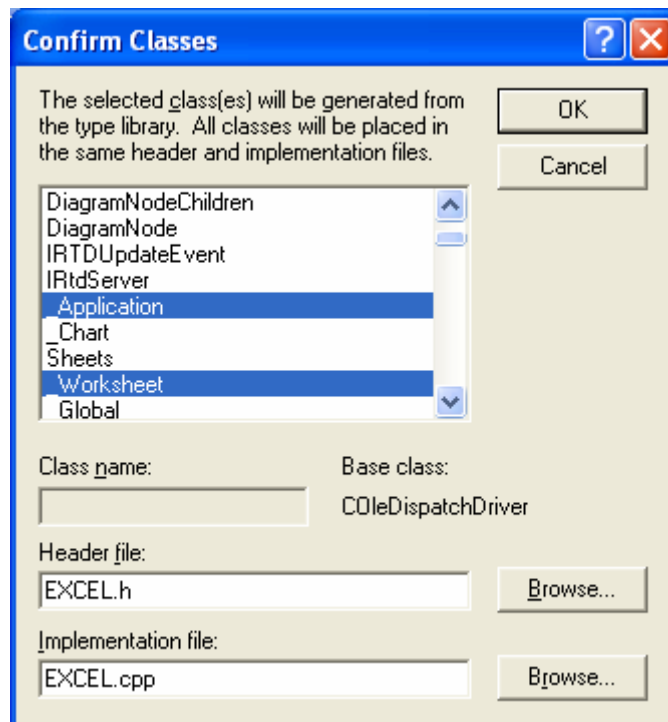 Confirm Classes
The selected class(es) will be generated from
the type library. All classes will be placed in
the same header and implementation files.
OK
Cancel
DiagramNodeChildren
DiagramNode
IRTDUpdateEvent
IRtdServer
_Application
_Chart
Sheets
_Worksheet
_Global
Class name:
Base class:
COleDispatchDriver
Header file:
EXCEL.h
Browse...
Implementation file:
EXCEL.cpp
Browse...